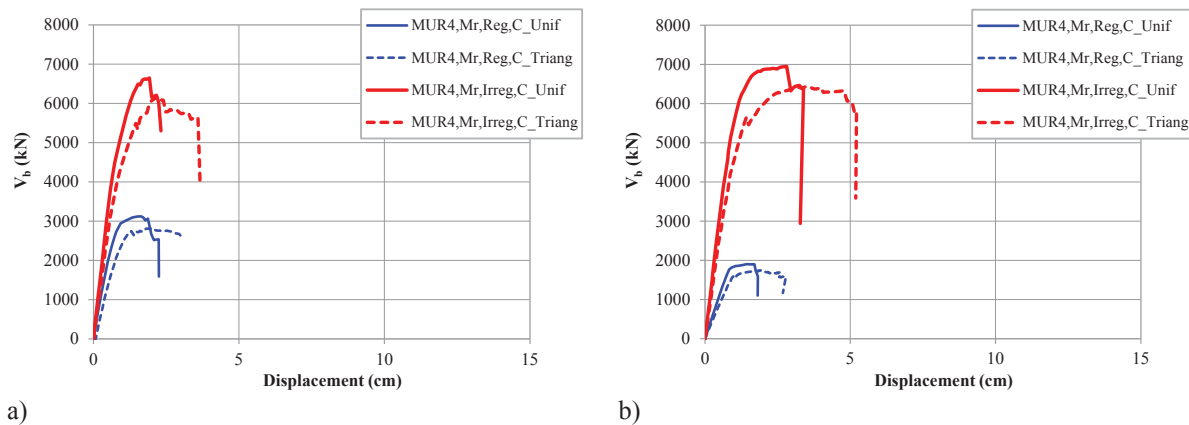 8000
7000
6000
5000
4000
3000
2000
1000
0
V_b (kN)
0
5
10
15
Displacement (cm)
MUR4,Mr,Reg,C_Unif
MUR4,Mr,Reg,C_Triang
MUR4,Mr,Irreg,C_Unif
MUR4,Mr,Irreg,C_Triang
a)
8000
7000
6000
5000
4000
3000
2000
1000
0
V_b (kN)
0
5
10
15
Displacement (cm)
MUR4,Mr,Reg,C_Unif
MUR4,Mr,Reg,C_Triang
MUR4,Mr,Irreg,C_Unif
MUR4,Mr,Irreg,C_Triang
b)